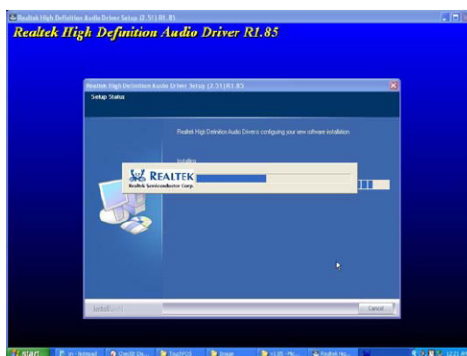 Realtek High Definition Audio Driver Setup (2.51) R1.85
Realtek High Definition Audio Driver R1.85
Realtek High Definition Audio Driver Setup (2.51) R1.85
Setup Status
Realtek High Definition Audio Driver is configuring your new software installation.
Installing
REALTEK
Realtek Semiconductor Corp.
InstallShield
Cancel
start